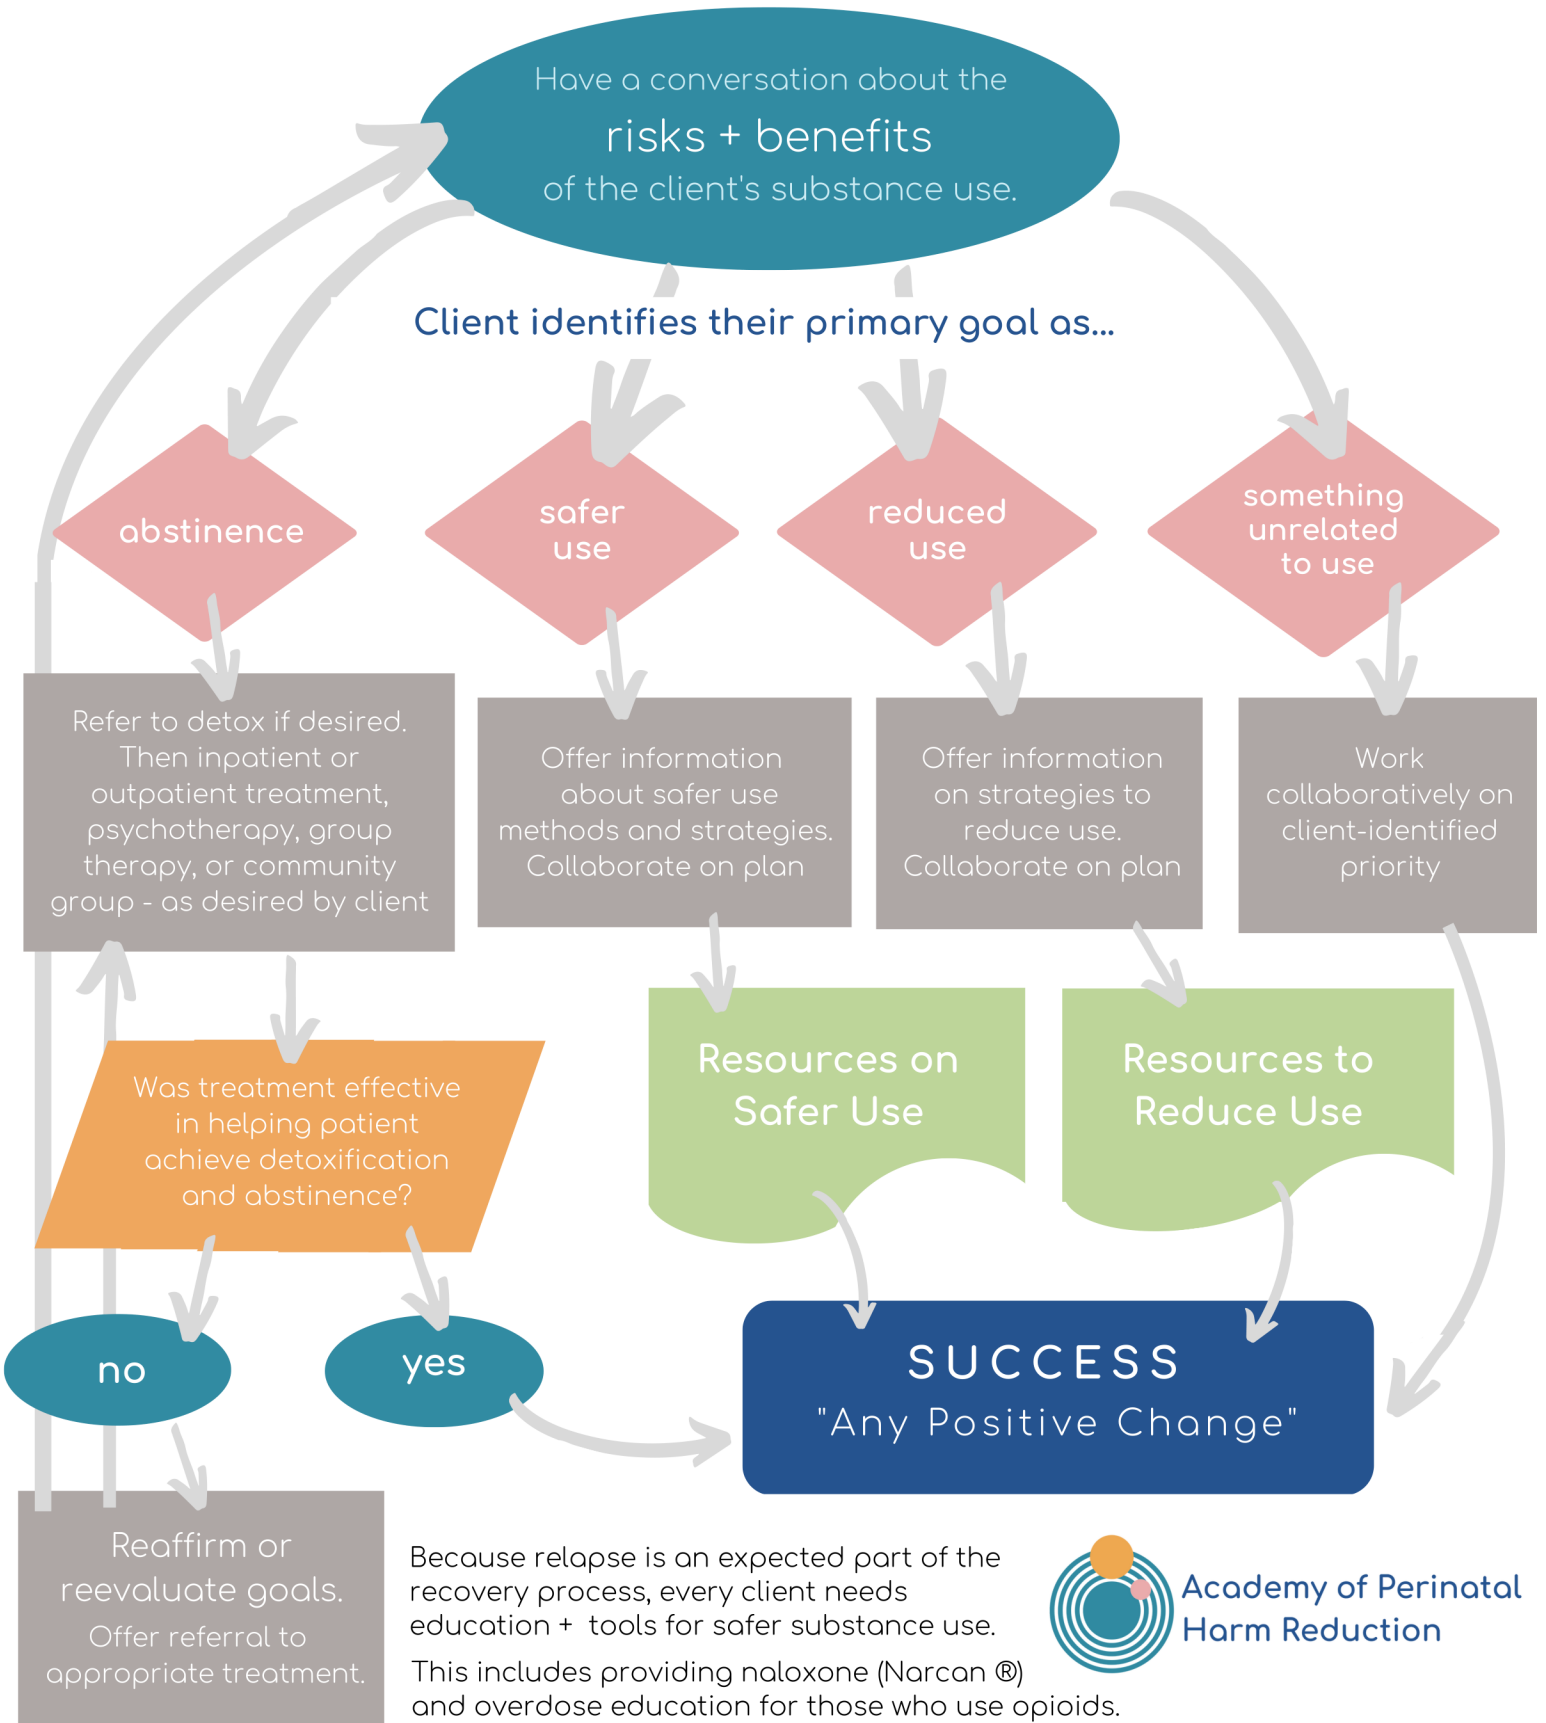 Have a conversation about the
risks + benefits
of the client's substance use.
Client identifies their primary goal as...
abstinence
safer
use
reduced
use
something
unrelated
to use
Refer to detox if desired.
Then inpatient or
outpatient treatment,
psychotherapy, group
therapy, or community
group - as desired by client
Offer information
about safer use
methods and strategies.
Collaborate on plan
Offer information
on strategies to
reduce use.
Collaborate on plan
Work
collaboratively on
client-identified
priority
Was treatment effective
in helping patient
achieve detoxification
and abstinence?
Resources on
Safer Use
Resources to
Reduce Use
no
yes
SUCCESS
"Any Positive Change"
Reaffirm or
reevaluate goals.
Offer referral to
appropriate treatment.
Because relapse is an expected part of the
recovery process, every client needs
education + tools for safer substance use.
This includes providing naloxone (Narcan ®)
and overdose education for those who use opioids.
Academy of Perinatal
Harm Reduction